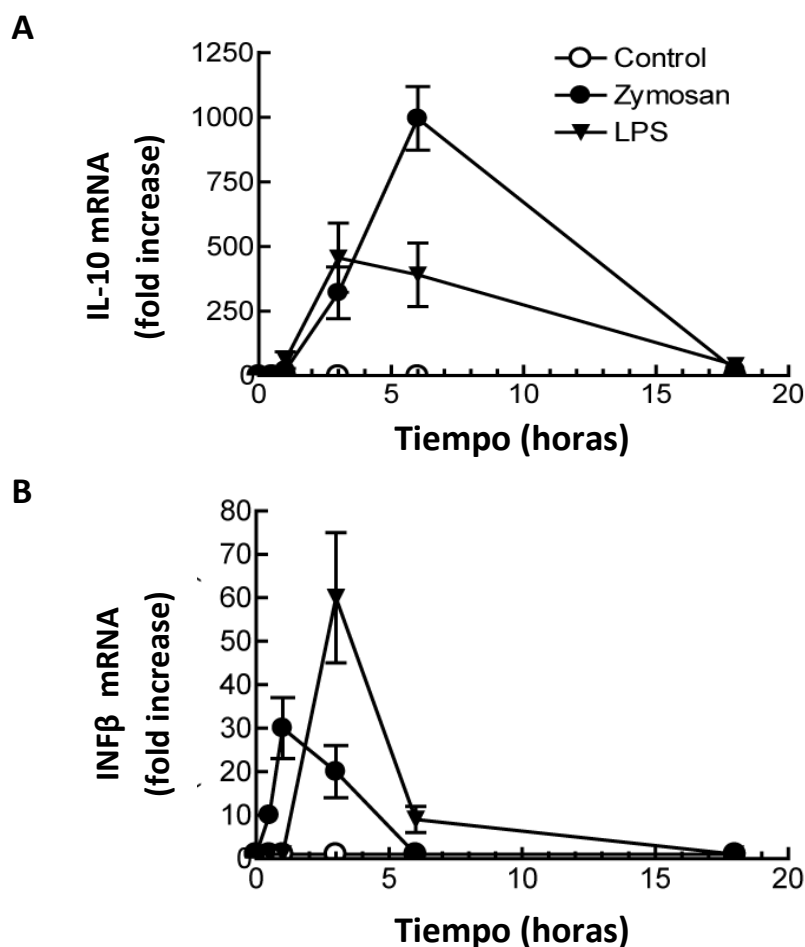 A
1250
1000
750
500
250
0
IL-10 mRNA
(fold increase)
Control
Zymosan
LPS
0 5 10 15 20
Tiempo (horas)
B
80
70
60
50
40
30
20
10
0
INFβ mRNA
(fold increase)
0 5 10 15 20
Tiempo (horas)